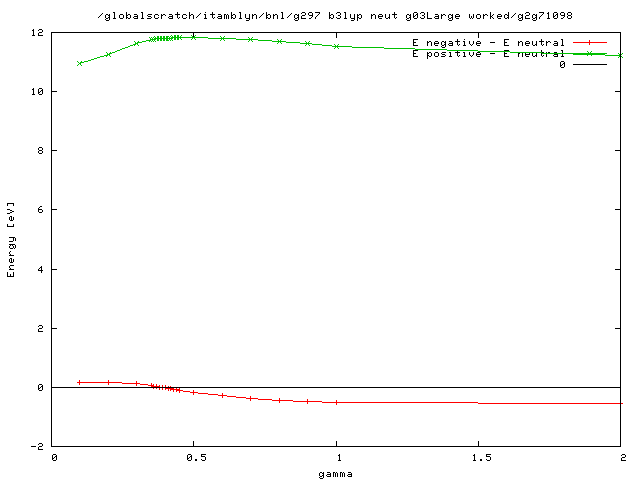 /globalscratch/itamblyn/bnl/g297 b3lyp neut g03Large worked/g2g71098
E negative - E neutral
E positive - E neutral
0
12
10
8
6
4
2
0
-2
Energy [eV]
0 0.5 1 1.5 2
gamma